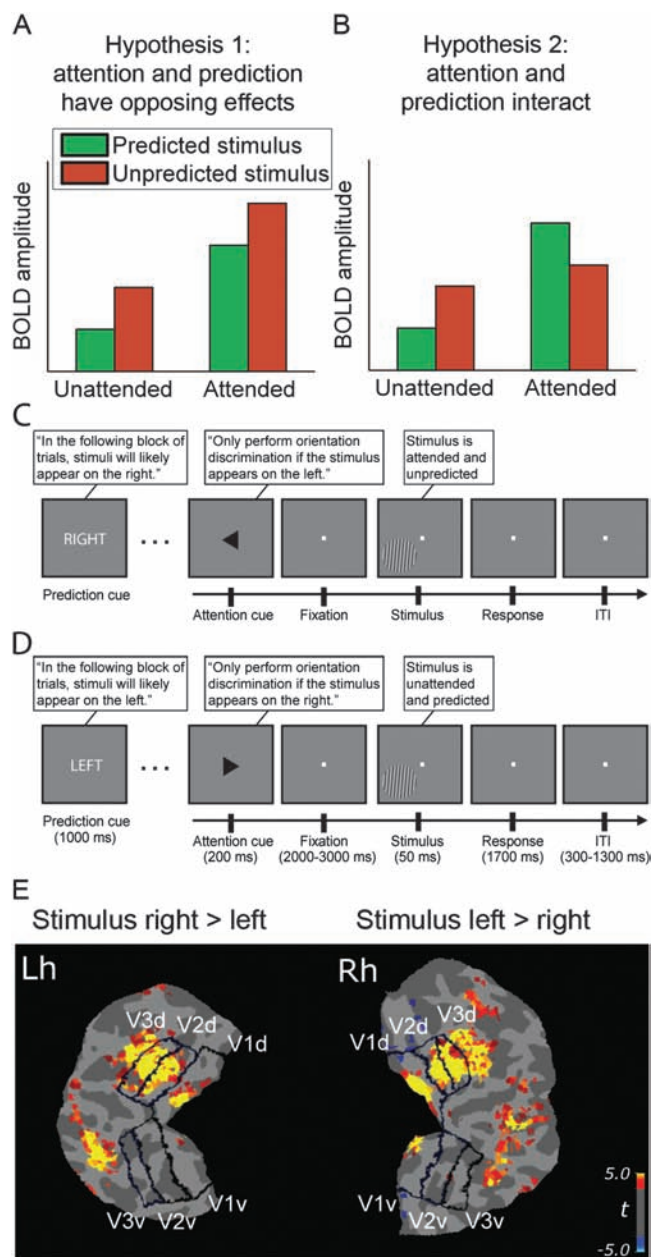 A
Hypothesis 1:
attention and prediction
have opposing effects
B
Hypothesis 2:
attention and
prediction interact
Predicted stimulus
Unpredicted stimulus
BOLD amplitude
Unattended Attended
BOLD amplitude
Unattended Attended
C
"In the following block of
trials, stimuli will likely
appear on the right."
"Only perform orientation
discrimination if the stimulus
appears on the left."
Stimulus is
attended and
unpredicted
RIGHT
...
Prediction cue
Attention cue Fixation Stimulus Response ITI
D
"In the following block of
trials, stimuli will likely
appear on the left."
"Only perform orientation
discrimination if the stimulus
appears on the right."
Stimulus is
unattended
and predicted
LEFT
...
Prediction cue
(1000 ms)
Attention cue Fixation Stimulus Response ITI
(200 ms) (2000-3000 ms) (50 ms) (1700 ms) (300-1300 ms)
E
Stimulus right > left Stimulus left > right
Lh
V3d V2d
V1d
V3v V2v V1v
Rh
V2d V3d
V1d
V1v V2v V3v
5.0
t
-5.0